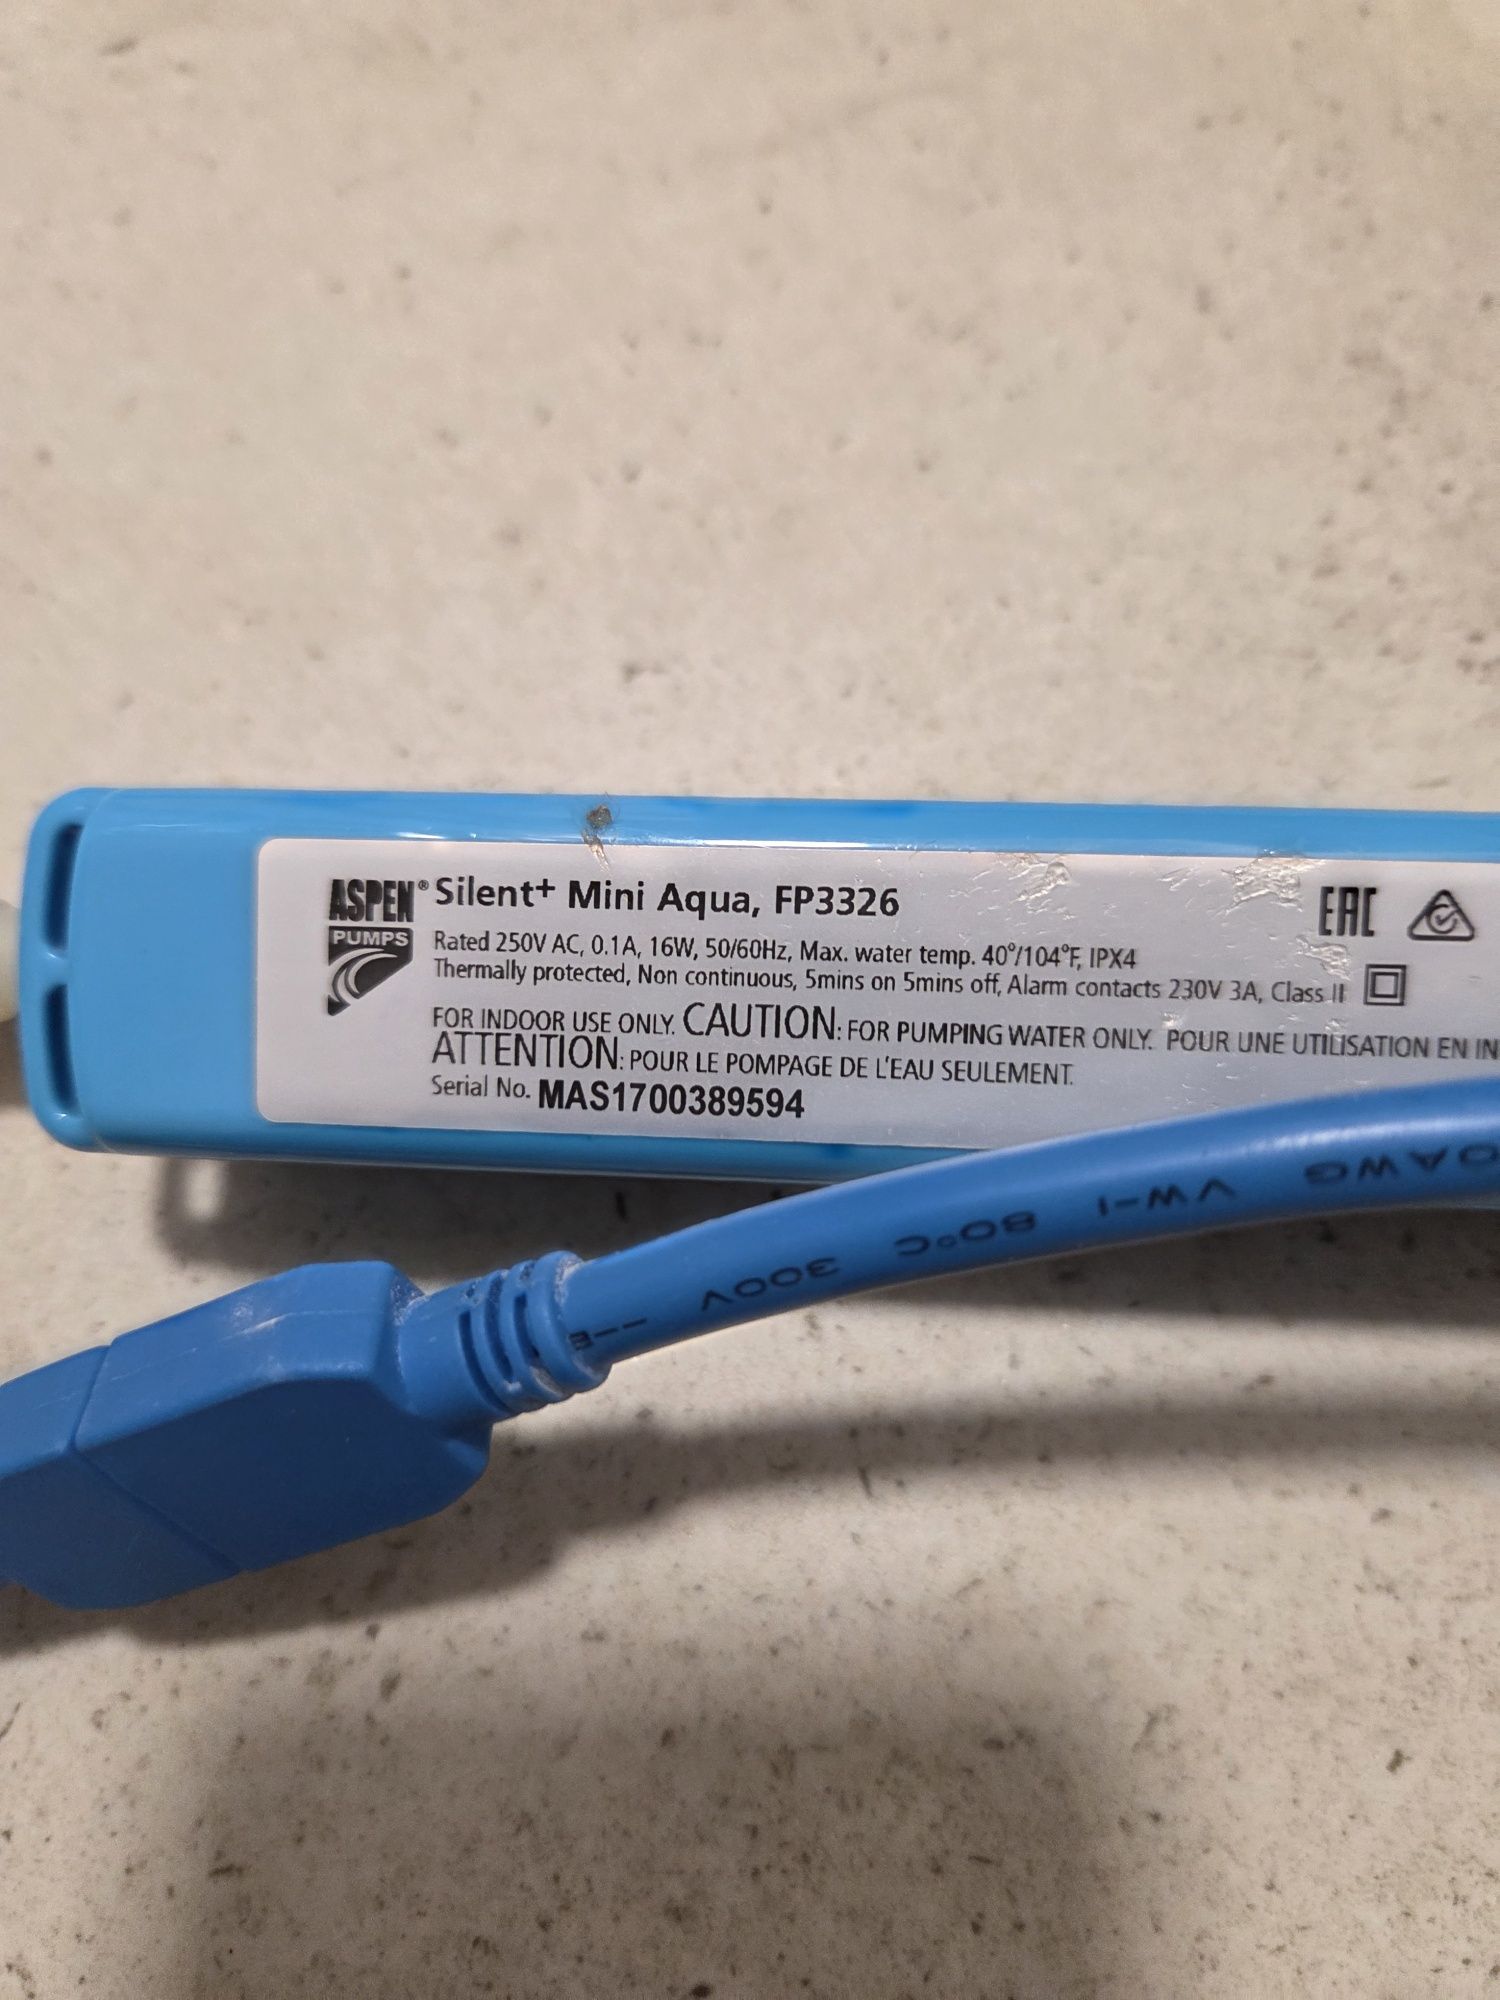 ASPEN® Silent+ Mini Aqua, FP3326
PUMPS
EAC
Rated 250V AC, 0.1A, 16W, 50/60Hz, Max. water temp. 40°/104°F, IPX4
Thermally protected, Non continuous, 5mins on 5mins off, Alarm contacts 230V 3A, Class II
FOR INDOOR USE ONLY. CAUTION: FOR PUMPING WATER ONLY. POUR UNE UTILISATION EN IN
ATTENTION: POUR LE POMPAGE DE L'EAU SEULEMENT.
Serial No. MAS1700389594
0AWG VW-1 80°C 300V --E